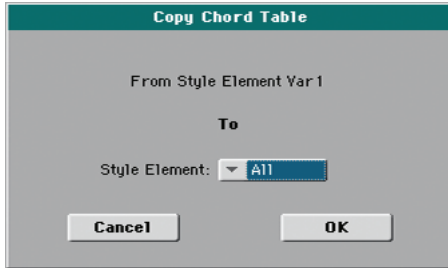 Copy Chord Table
From Style Element Var1
To
Style Element: All
Cancel OK